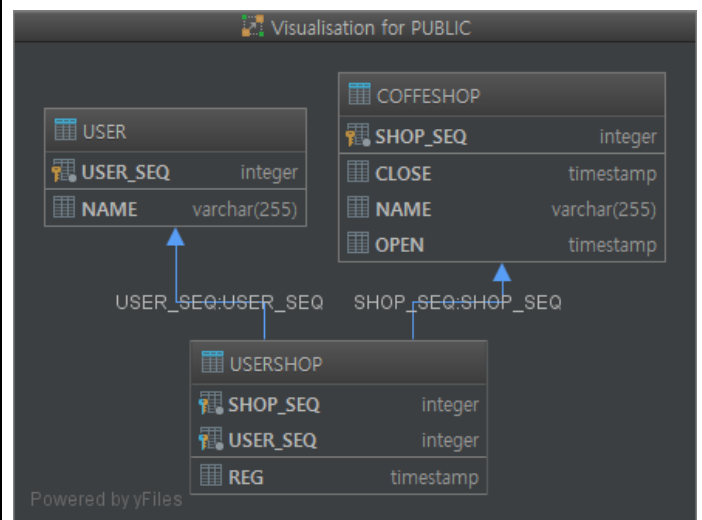 Visualisation for PUBLIC
USER
USER_SEQ integer
NAME varchar(255)
COFFESHOP
SHOP_SEQ integer
CLOSE timestamp
NAME varchar(255)
OPEN timestamp
USER_SEQ:USER_SEQ
SHOP_SEQ:SHOP_SEQ
USERSHOP
SHOP_SEQ integer
USER_SEQ integer
REG timestamp
Powered by yFiles